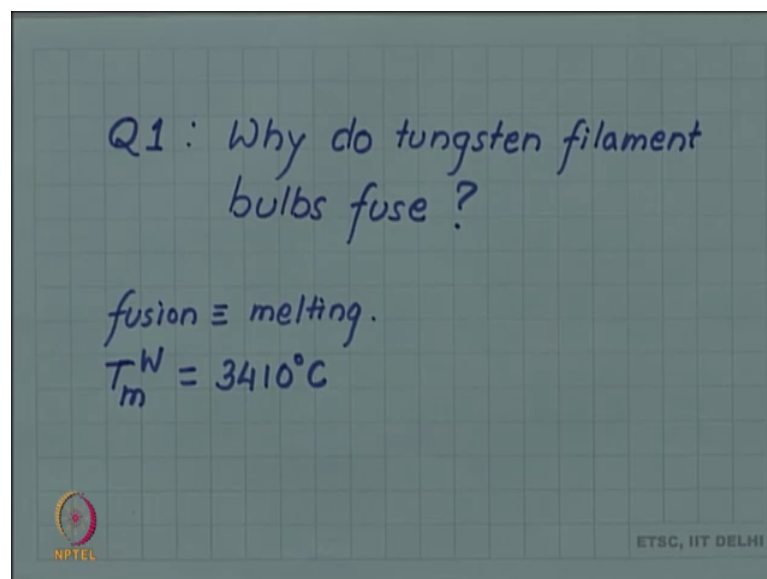 Q1 : Why do tungsten filament
bulbs fuse ?
fusion ≡ melting.
T_m^W = 3410°C
NPTEL
ETSC, IIT DELHI